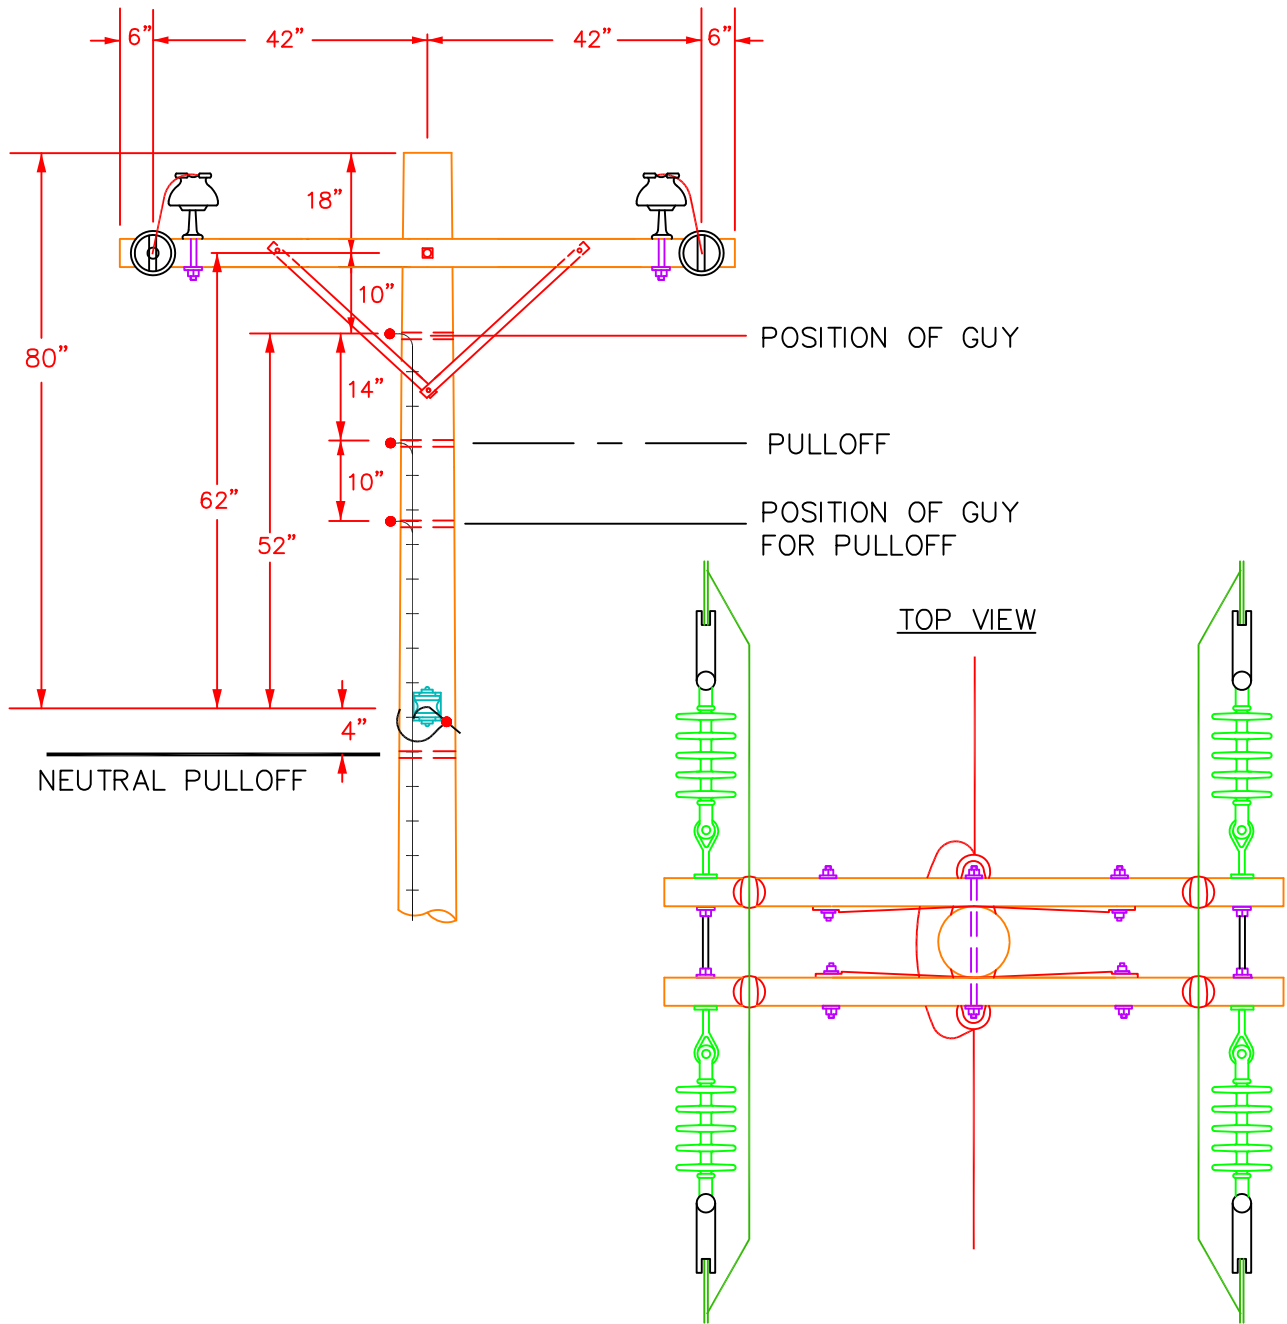 6”
42”
42”
6”
18”
10”
80”
14”
10”
62”
52”
4”
POSITION OF GUY
PULLOFF
POSITION OF GUY
FOR PULLOFF
NEUTRAL PULLOFF
TOP VIEW